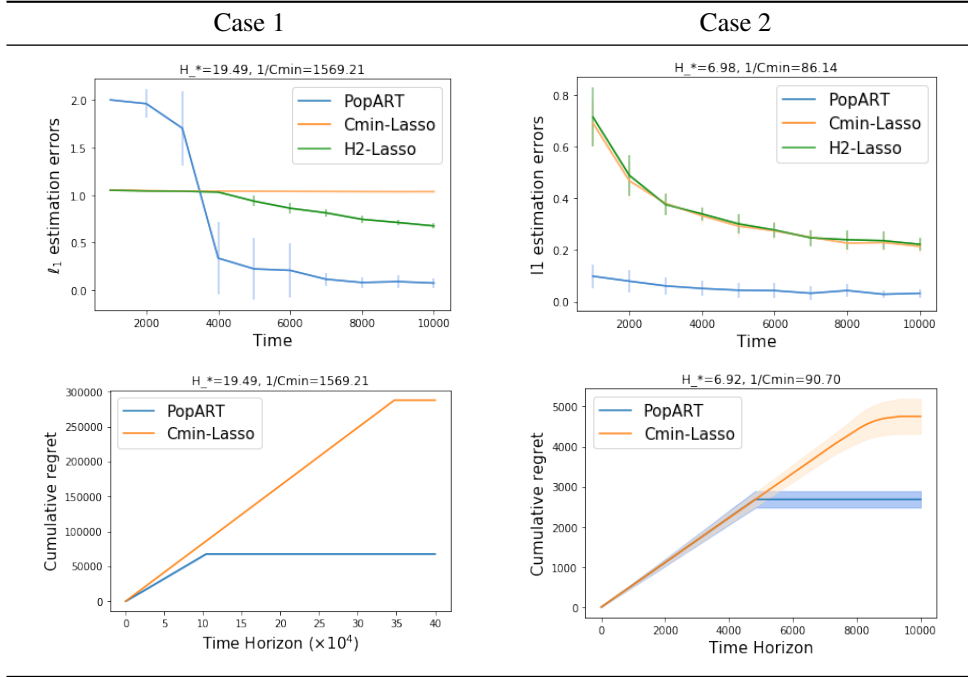 Case 1
Case 2
H_*=19.49, 1/Cmin=1569.21
2.0
1.5
1.0
0.5
0.0
ℓ₁ estimation errors
PopART
Cmin-Lasso
H2-Lasso
2000
4000
6000
8000
10000
Time
H_*=6.98, 1/Cmin=86.14
0.8
0.6
0.4
0.2
0.0
l1 estimation errors
PopART
Cmin-Lasso
H2-Lasso
2000
4000
6000
8000
10000
Time
H_*=19.49, 1/Cmin=1569.21
300000
250000
200000
150000
100000
50000
0
Cumulative regret
PopART
Cmin-Lasso
0
5
10
15
20
25
30
35
40
Time Horizon (×10⁴)
H_*=6.92, 1/Cmin=90.70
5000
4000
3000
2000
1000
0
Cumulative regret
PopART
Cmin-Lasso
0
2000
4000
6000
8000
10000
Time Horizon